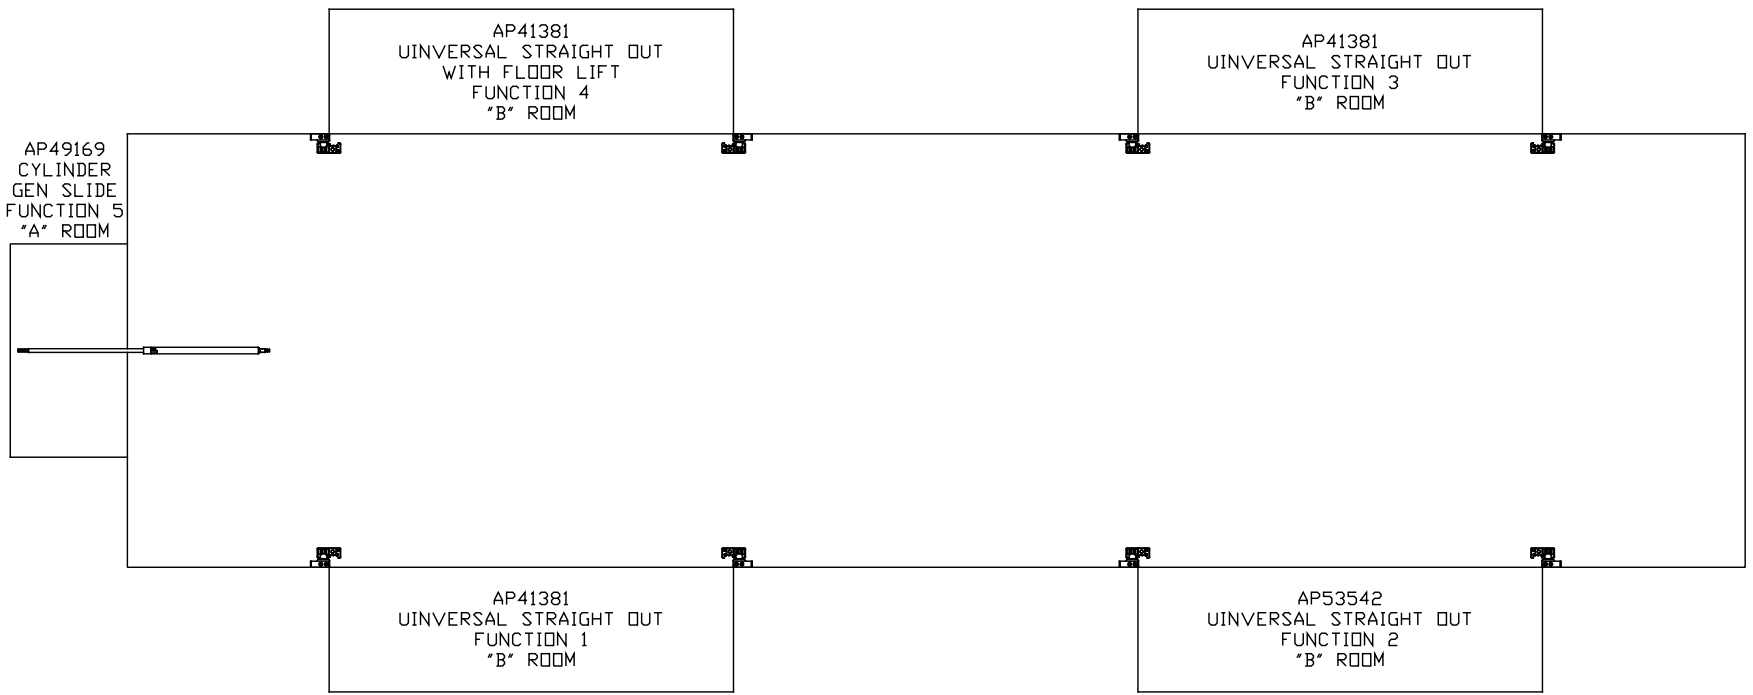 AP41381
UINVERSAL STRAIGHT OUT
WITH FLOOR LIFT
FUNCTION 4
"B" ROOM
AP41381
UINVERSAL STRAIGHT OUT
FUNCTION 3
"B" ROOM
AP49169
CYLINDER
GEN SLIDE
FUNCTION 5
"A" ROOM
AP41381
UINVERSAL STRAIGHT OUT
FUNCTION 1
"B" ROOM
AP53542
UINVERSAL STRAIGHT OUT
FUNCTION 2
"B" ROOM